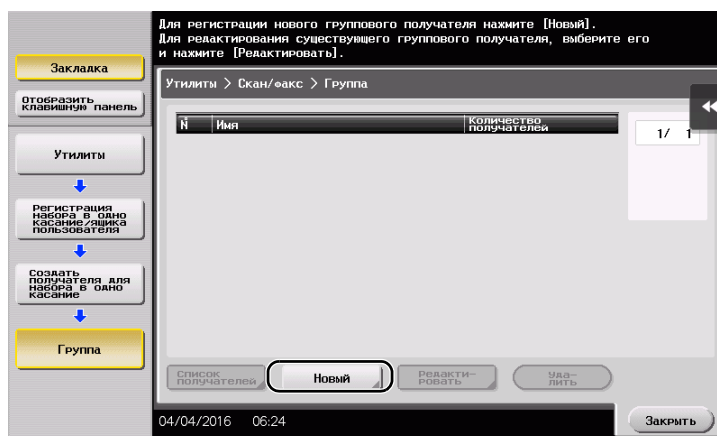 Для регистрации нового группового получателя нажмите [Новый].
Для редактирования существующего группового получателя, выберите его
и нажмите [Редактировать].
Закладка
Отобразить
клавишную панель
Утилиты > Скан/факс > Группа
№ Имя Количество
получателей
1/ 1
Утилиты
Регистрация
набора в одно
касание/ящика
пользователя
Создать
получателя для
набора в одно
касание
Группа
Список
получателей
Новый
Редакти-
ровать
Уда-
лить
04/04/2016 06:24
Закрыть